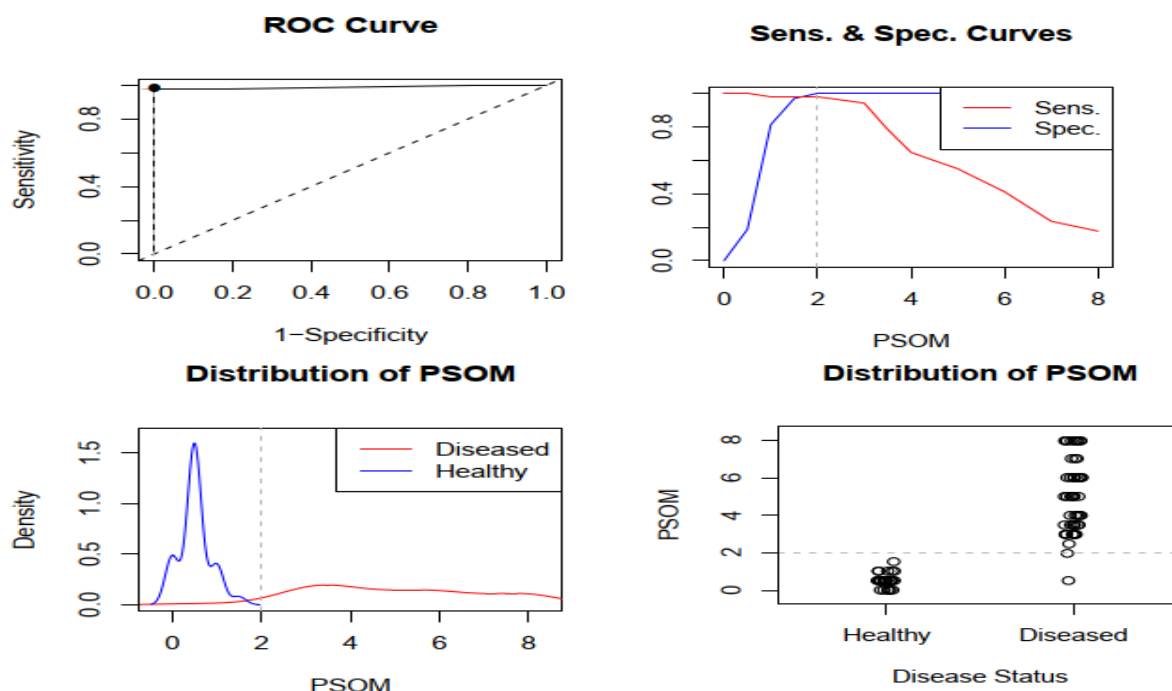 ROC Curve
Sensitivity
0.0 0.4 0.8
0.0 0.2 0.4 0.6 0.8 1.0
1−Specificity
Sens. & Spec. Curves
0.0 0.4 0.8
Sens.
Spec.
0 2 4 6 8
PSOM
Distribution of PSOM
Density
0.0 0.5 1.0 1.5
Diseased
Healthy
0 2 4 6 8
PSOM
Distribution of PSOM
PSOM
0 2 4 6 8
Healthy Diseased
Disease Status